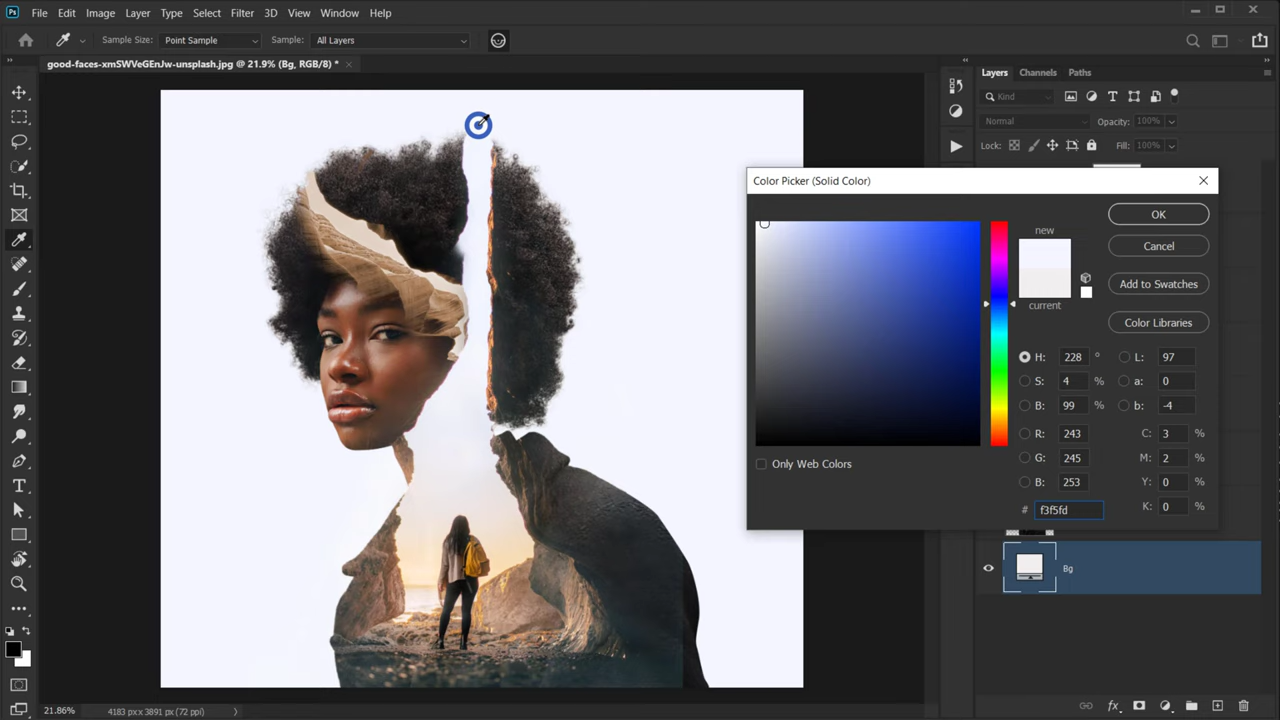 Ps File Edit Image Layer Type Select Filter 3D View Window Help
Sample Size: Point Sample Sample: All Layers
good-faces-xmSWVeGEnJw-unsplash.jpg @ 21.9% (Bg, RGB/8) * ×
Layers Channels Paths
Kind
Normal Opacity: 100%
Lock: Fill: 100%
Color Picker (Solid Color)
new
current
OK
Cancel
Add to Swatches
Color Libraries
H: 228 ° L: 97
S: 4 % a: 0
B: 99 % b: -4
R: 243 C: 3 %
G: 245 M: 2 %
B: 253 Y: 0 %
# f3f5fd K: 0 %
Only Web Colors
Bg
T
21.86% 4183 px x 3891 px (72 ppi)
fx